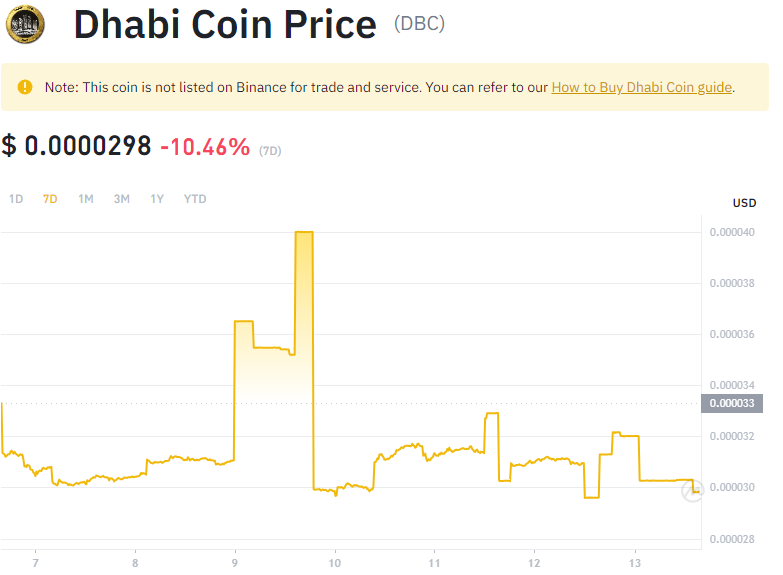 Dhabi Coin Price (DBC)
Note: This coin is not listed on Binance for trade and service. You can refer to our How to Buy Dhabi Coin guide.
$ 0.0000298 -10.46% (7D)
1D 7D 1M 3M 1Y YTD
USD
0.000040
0.000038
0.000036
0.000034
0.000033
0.000032
0.000030
0.000028
7 8 9 10 11 12 13